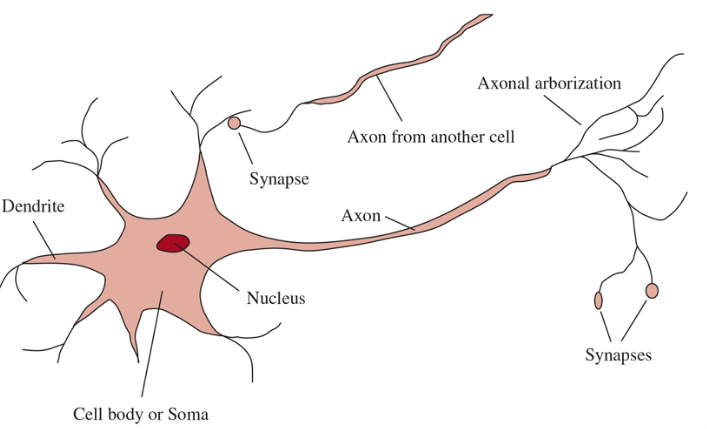 Axonal arborization
Axon from another cell
Synapse
Dendrite
Axon
Nucleus
Synapses
Cell body or Soma